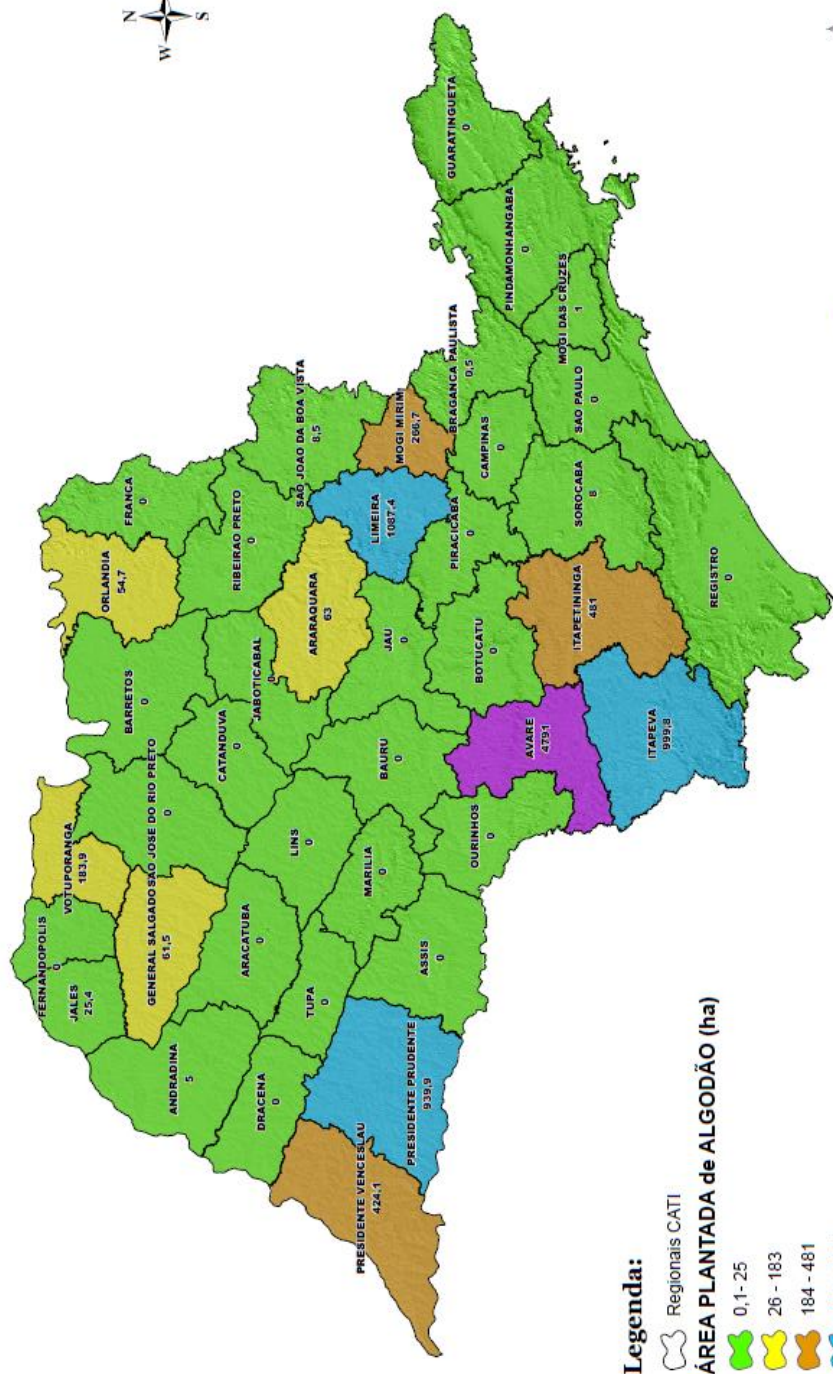 N
W
S
FERNANDOPOLIS
0
JALES
25,4
VOTUPORANGA
183,9
GENERAL SALGADO
61,5
SAO JOSE DO RIO PRETO
0
ANDRADINA
5
ARACATUBA
0
DRACENA
0
TUPA
0
LINS
0
MARILIA
0
BAURU
0
ASSIS
0
OURINHOS
0
PRESIDENTE VENCESLAU
424,1
PRESIDENTE PRUDENTE
939,9
BARRETOS
0
CATANDUVA
0
JABOTICABAL
0
ORLANDIA
54,7
FRANCA
0
RIBEIRAO PRETO
0
ARARAQUARA
63
SAO JOAO DA BOA VISTA
8,5
JAU
0
LIMEIRA
1087,4
MOGI MIRIM
266,7
BRAGANCA PAULISTA
0,5
PIRACICABA
0
CAMPINAS
0
BOTUCATU
0
AVARE
4791
ITAPETININGA
481
ITAPEVA
999,8
SOROCABA
8
SAO PAULO
0
MOGI DAS CRUZES
1
PINDAMONHANGABA
0
GUARATINGUETA
0
REGISTRO
0
Legenda:
Regionais CATI
ÁREA PLANTADA de ALGODÃO (ha)
0,1- 25
26 - 183
184 - 481